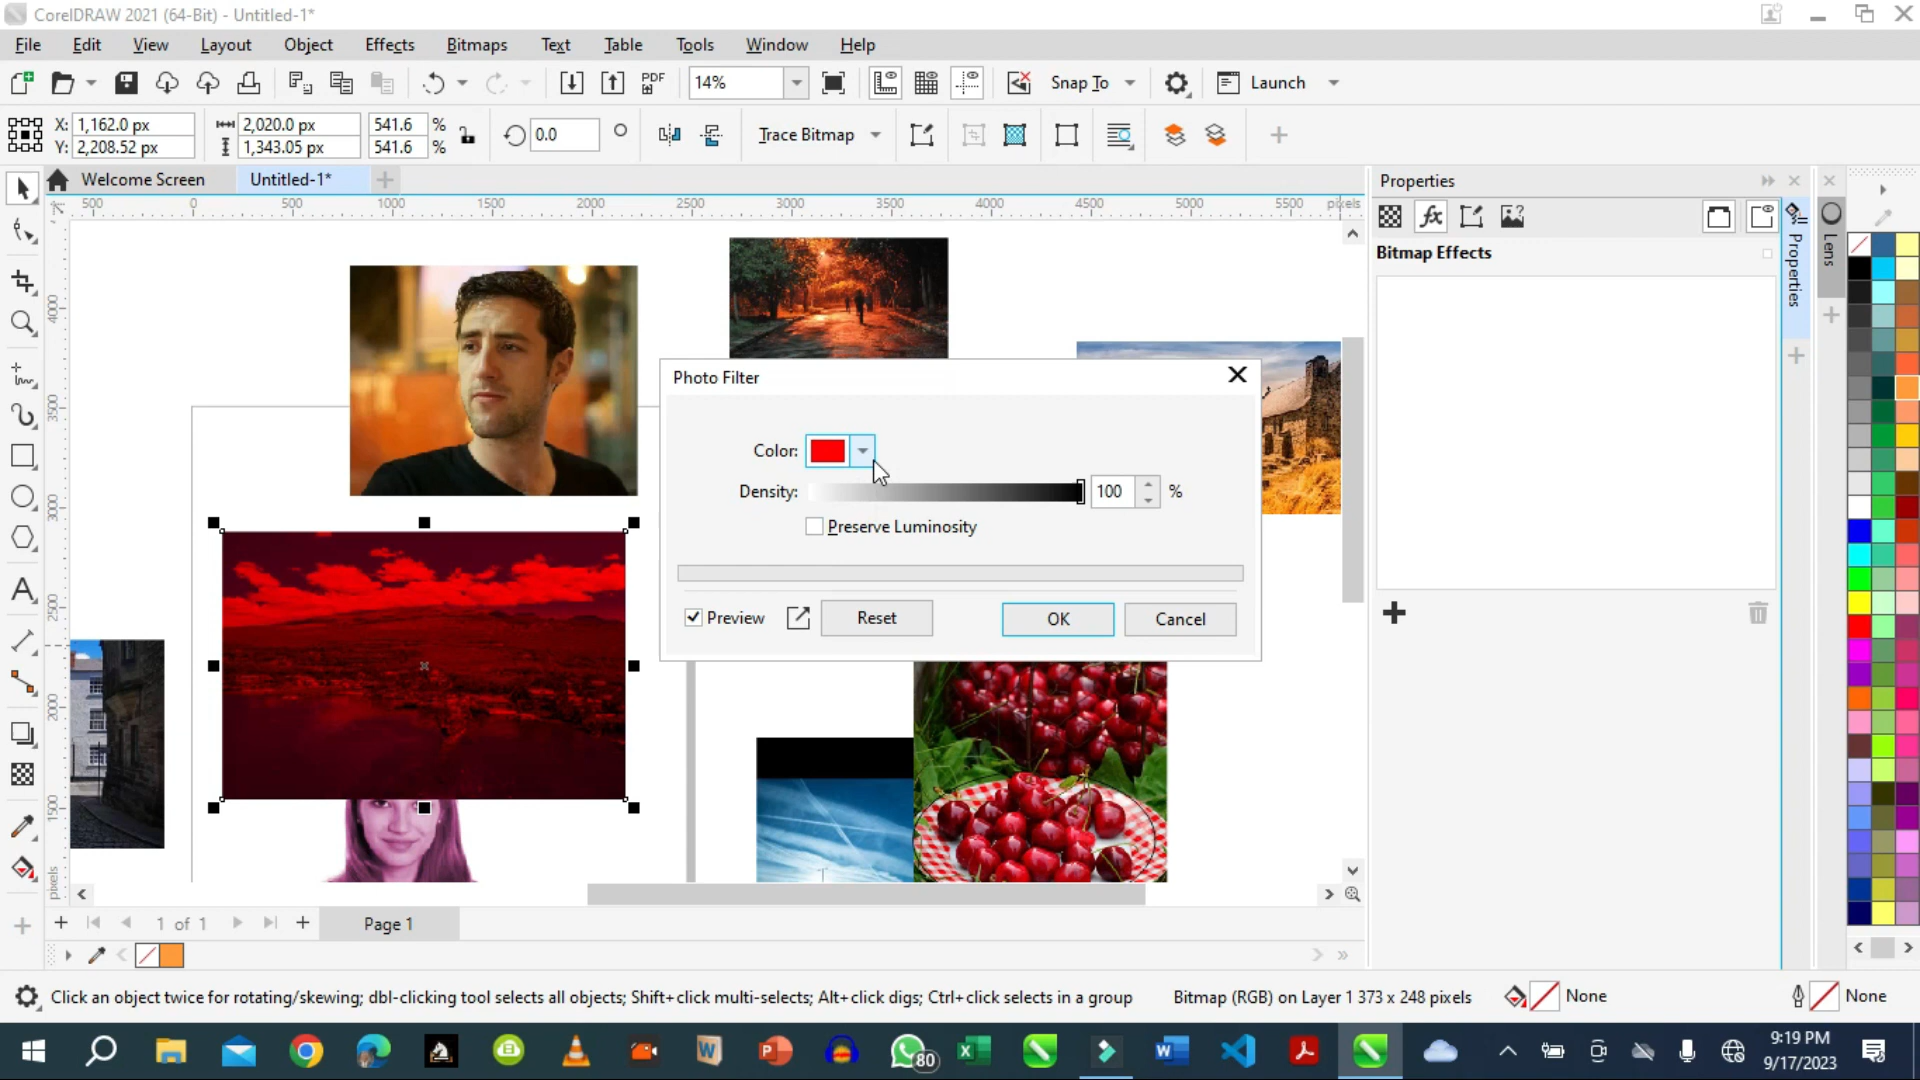 CorelDRAW 2021 (64-Bit) - Untitled-1*
File Edit View Layout Object Effects Bitmaps Text Table Tools Window Help
PDF 14% Snap To Launch
X: 1,162.0 px 2,020.0 px 541.6 %
Y: 2,208.52 px 1,343.05 px 541.6 %
0.0 Trace Bitmap
Welcome Screen Untitled-1* Properties
500 0 500 1000 1500 2000 2500 3000 3500 4000 4500 5000 5500 pixels
4000
3500
3000
2500
2000
1500
pixels
Bitmap Effects
Properties
Lens
Photo Filter
Color:
Density: 100 %
Preserve Luminosity
Preview Reset OK Cancel
1 of 1 Page 1
Click an object twice for rotating/skewing; dbl-clicking tool selects all objects; Shift+click multi-selects; Alt+click digs; Ctrl+click selects in a group Bitmap (RGB) on Layer 1 373 x 248 pixels None None
80
9:19 PM
9/17/2023